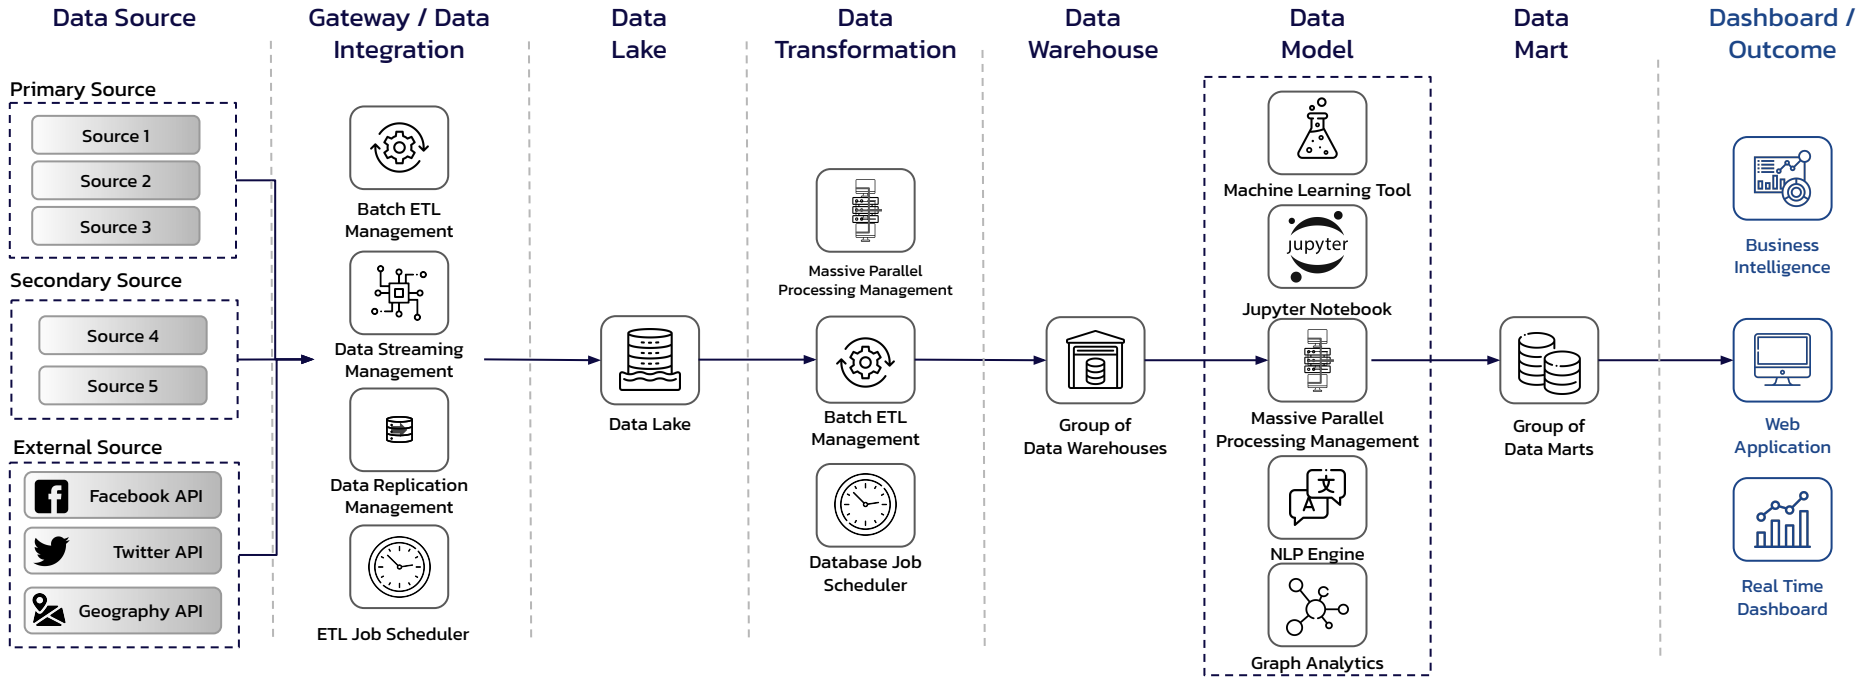 Data Source
Gateway / Data
Integration
Data
Lake
Data
Transformation
Data
Warehouse
Data
Model
Data
Mart
Dashboard /
Outcome
Primary Source
Source 1
Source 2
Source 3
Secondary Source
Source 4
Source 5
External Source
Facebook API
Twitter API
Geography API
Batch ETL
Management
Data Streaming
Management
Data Replication
Management
ETL Job Scheduler
Data Lake
Massive Parallel
Processing Management
Batch ETL
Management
Database Job
Scheduler
Group of
Data Warehouses
Machine Learning Tool
jupyter
Jupyter Notebook
Massive Parallel
Processing Management
文
A
NLP Engine
Graph Analytics
Group of
Data Marts
Business
Intelligence
Web
Application
Real Time
Dashboard